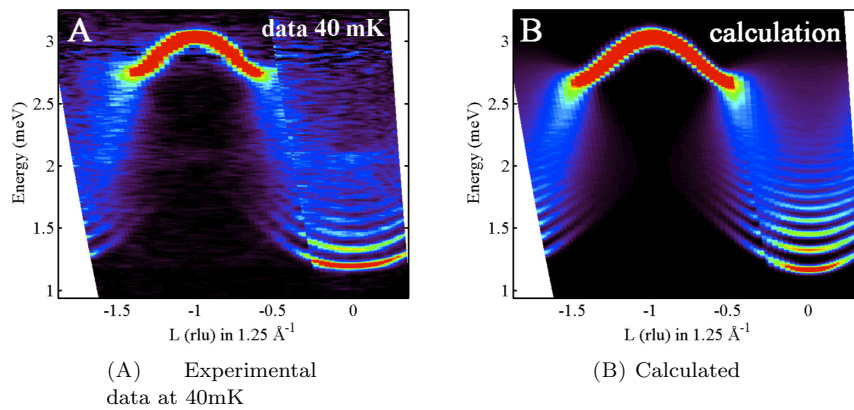 A data 40 mK
Energy (meV)
3
2.5
2
1.5
1
-1.5 -1 -0.5 0
L (rlu) in 1.25 Å⁻¹
(A) Experimental
data at 40mK
B calculation
Energy (meV)
3
2.5
2
1.5
1
-1.5 -1 -0.5 0
L (rlu) in 1.25 Å⁻¹
(B) Calculated